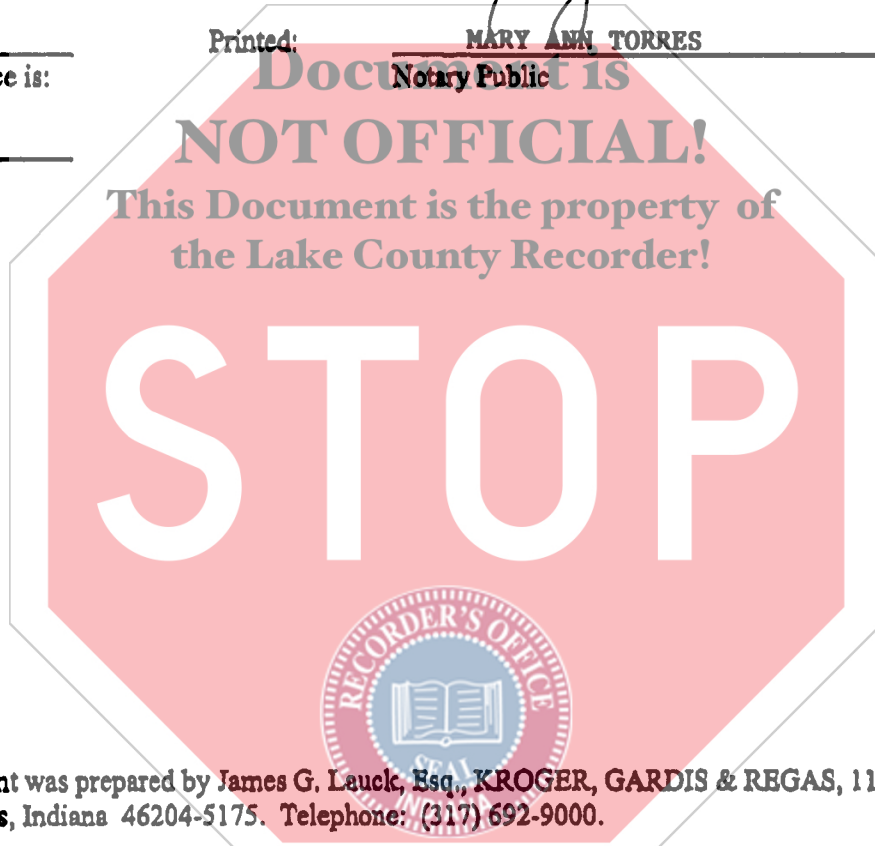 Printed: MARY ANN TORRES
ce is: Notary Public
Document is
NOT OFFICIAL!
This Document is the property of
the Lake County Recorder!
STOP
RECORDER'S OFFICE
SEAL
INDIANA
nt was prepared by James G. Lauck, Esq., KROGER, GARDIS & REGAS, 11
s, Indiana 46204-5175. Telephone: (317) 692-9000.